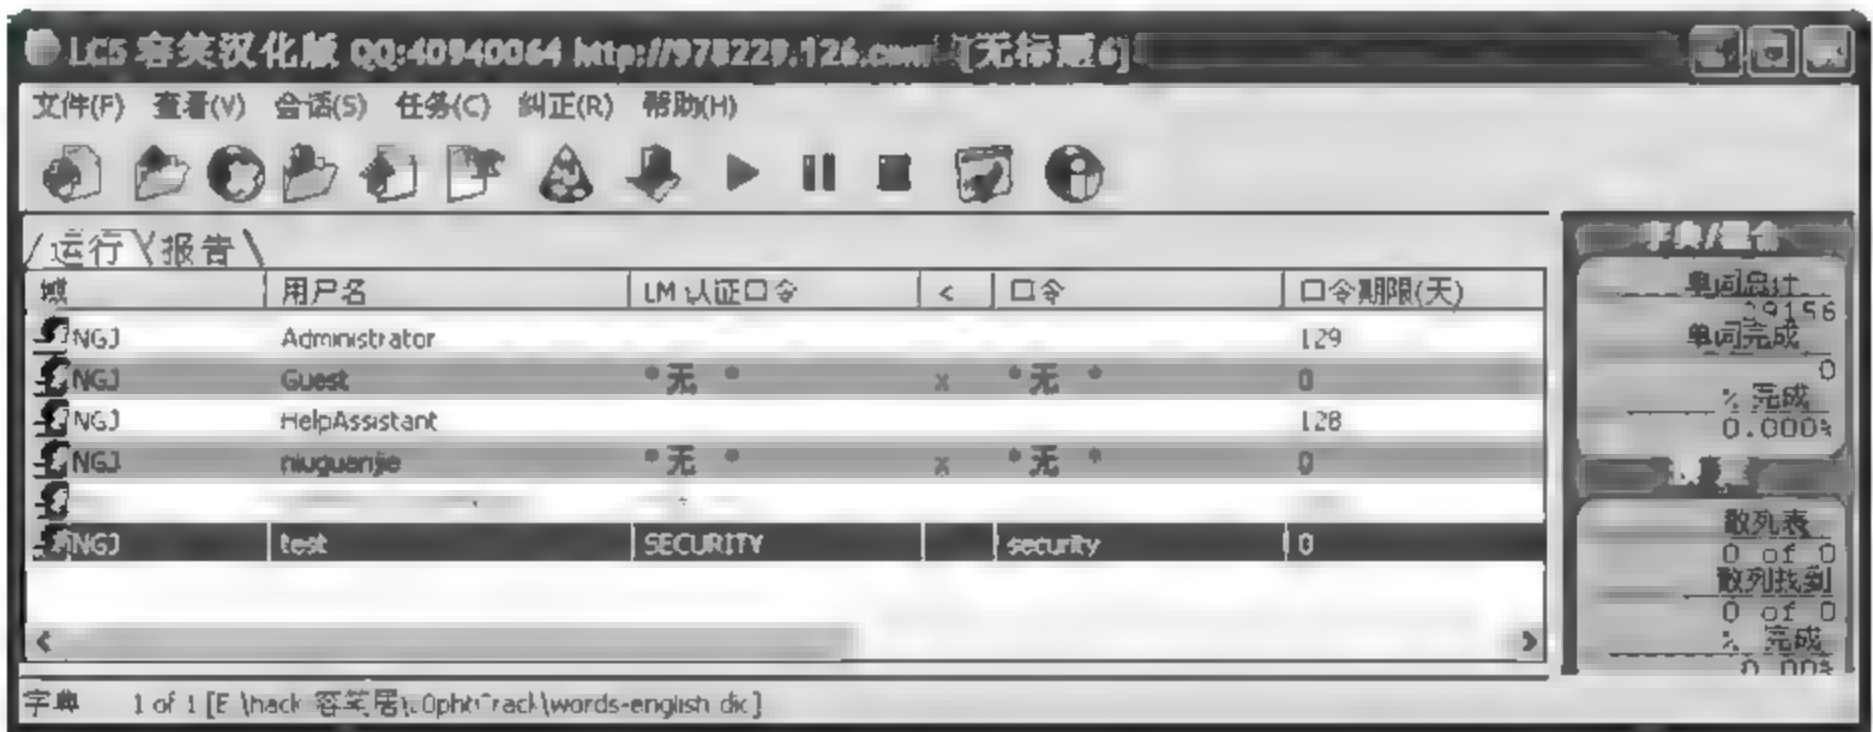 LC5 容笑汉化版 QQ:40940064 http://978229.126.com [无标题6]
文件(F) 查看(V) 会话(S) 任务(C) 纠正(R) 帮助(H)
运行 报告
域 用户名 LM 认证口令 < 口令 口令期限(天)
NGJ Administrator 129
NGJ Guest * 无 * x * 无 * 0
NGJ HelpAssistant 128
NGJ niuguanjie * 无 * x * 无 * 0
NGJ test SECURITY security 0
单词总计
29156
单词完成
0
% 完成
0.000%
散列表
0 of 0
散列找到
0 of 0
% 完成
0.00%
字典 1 of 1 [E:\hack\容笑居\L0phtCrack\words-english.dic]